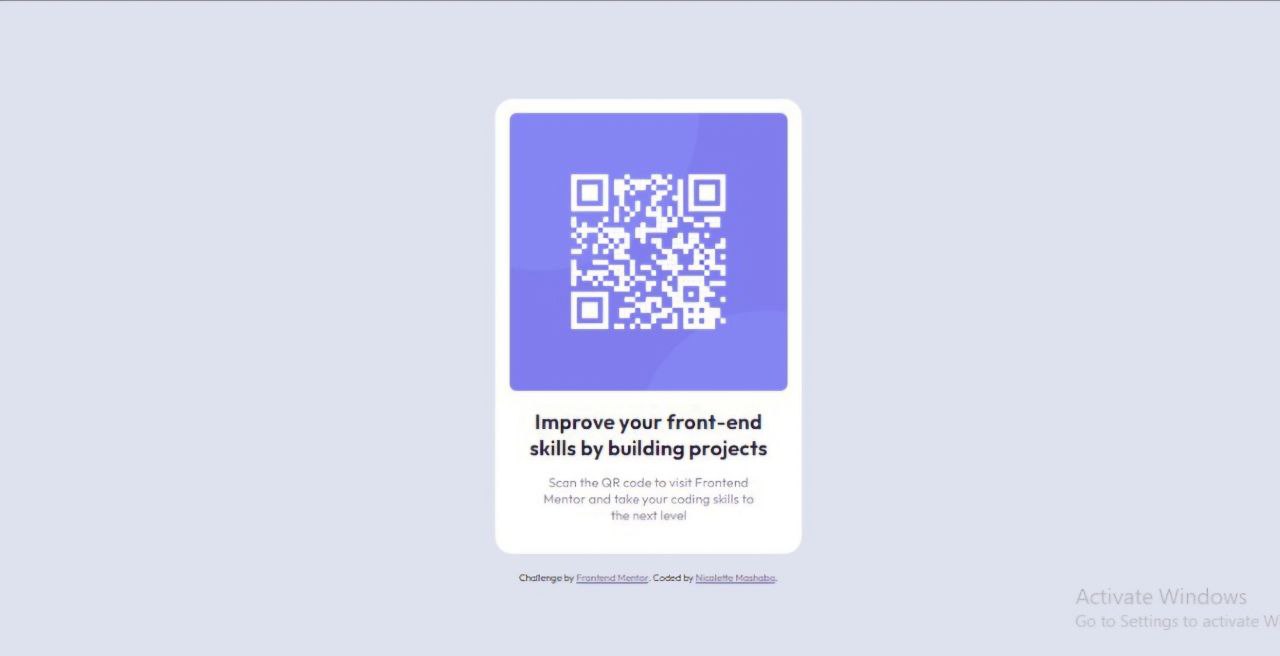 Improve your front-end
skills by building projects
Scan the QR code to visit Frontend
Mentor and take your coding skills to
the next level
Challenge by Frontend Mentor. Coded by Nicolette Mashaba.
Activate Windows
Go to Settings to activate W